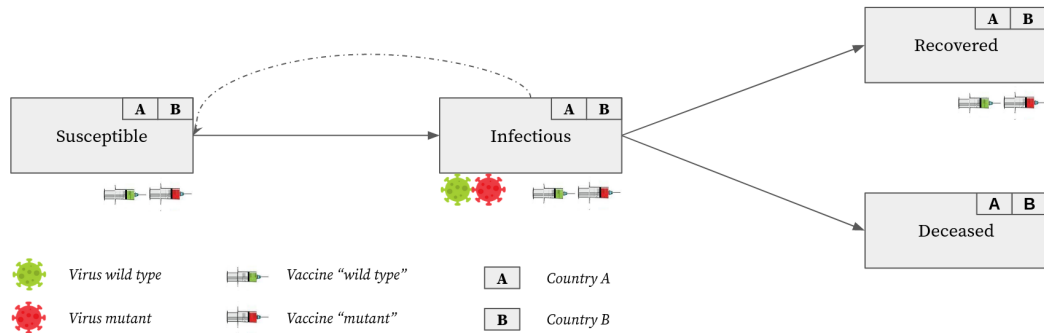 A B
Recovered
A B
Susceptible
A B
Infectious
A B
Deceased
Virus wild type
Vaccine “wild type”
A Country A
Virus mutant
Vaccine “mutant”
B Country B